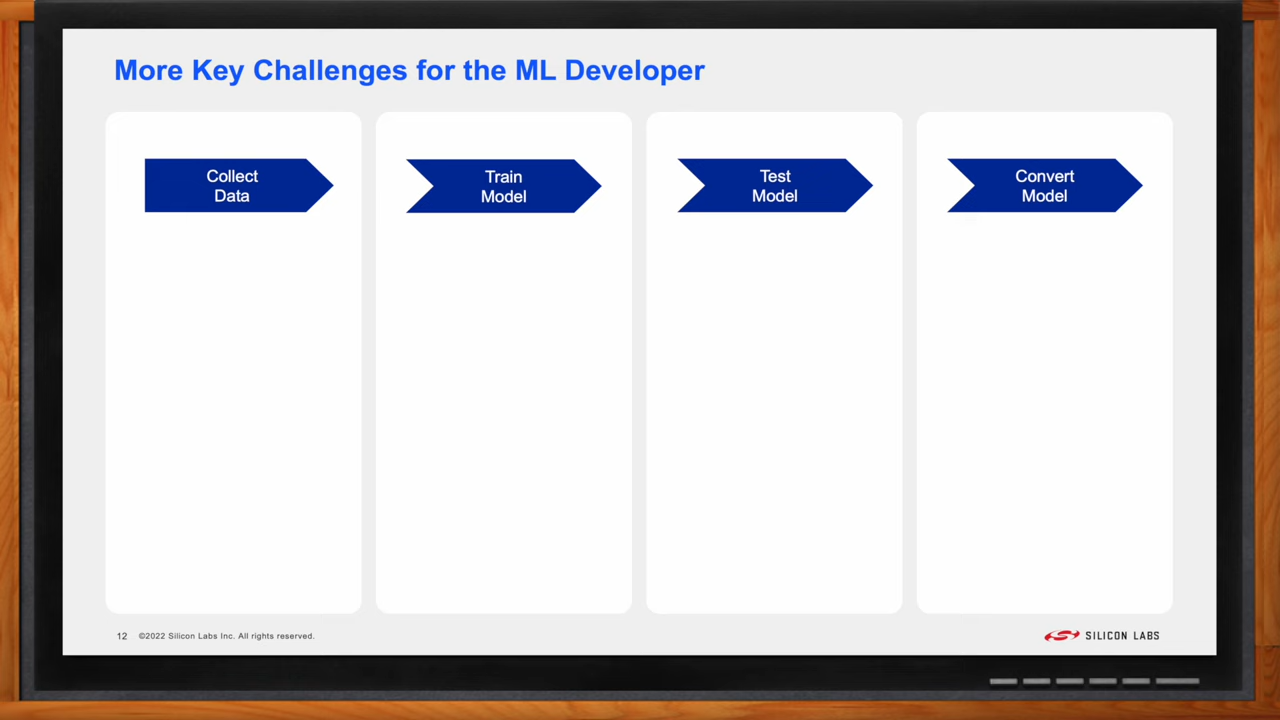 More Key Challenges for the ML Developer
Collect
Data
Train
Model
Test
Model
Convert
Model
12 ©2022 Silicon Labs Inc. All rights reserved.
SILICON LABS